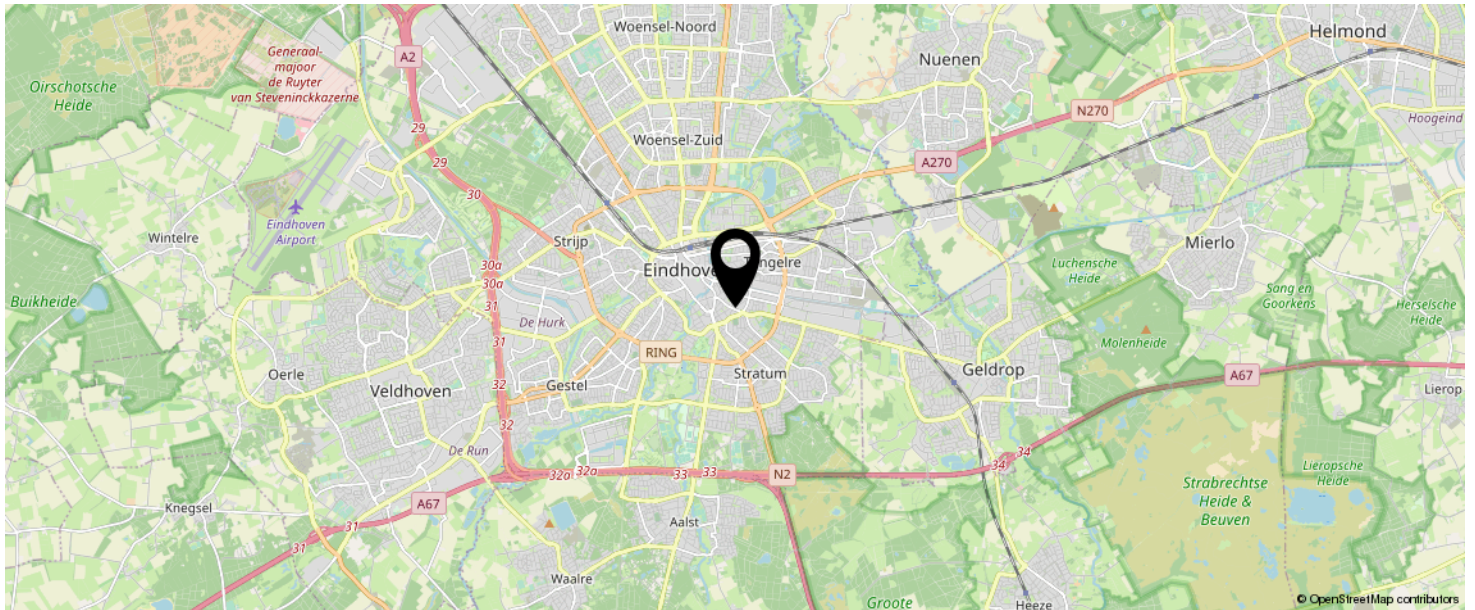 Woensel-Noord
Helmond
A2
Generaal-
majoor
de Ruyter
van Steveninckkazerne
Nuenen
Oirschotsche
Heide
N270
Hoogeind
29
Woensel-Zuid
29
A270
30
Eindhoven
Airport
Wintelre
Strijp
Mierlo
30a
Eindhove
Tongelre
Luchensche
Heide
30a
Buikheide
31
Sang en
Goorkens
Herselsche
Heide
De Hurk
31
Molenheide
RING
Oerle
Stratum
Geldrop
A67
32
Gestel
Veldhoven
Lierop
32
De Run
32a
32a
33
33
N2
34
34
Lieropsche
Heide
Strabrechtse
Heide &
Beuven
A67
Knegsel
31
Aalst
31
Waalre
Groote
Heeze
© OpenStreetMap contributors